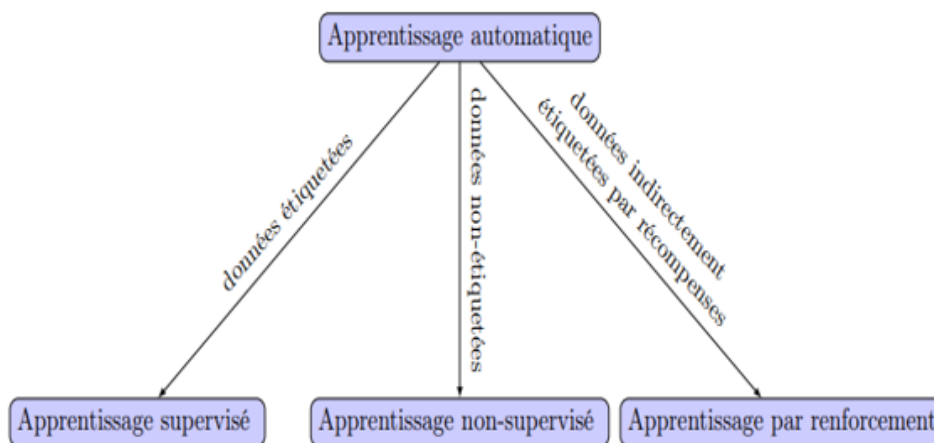 Apprentissage automatique
données étiquetées
données non-étiquetées
données indirectement
étiquetées par récompenses
Apprentissage supervisé
Apprentissage non-supervisé
Apprentissage par renforcement